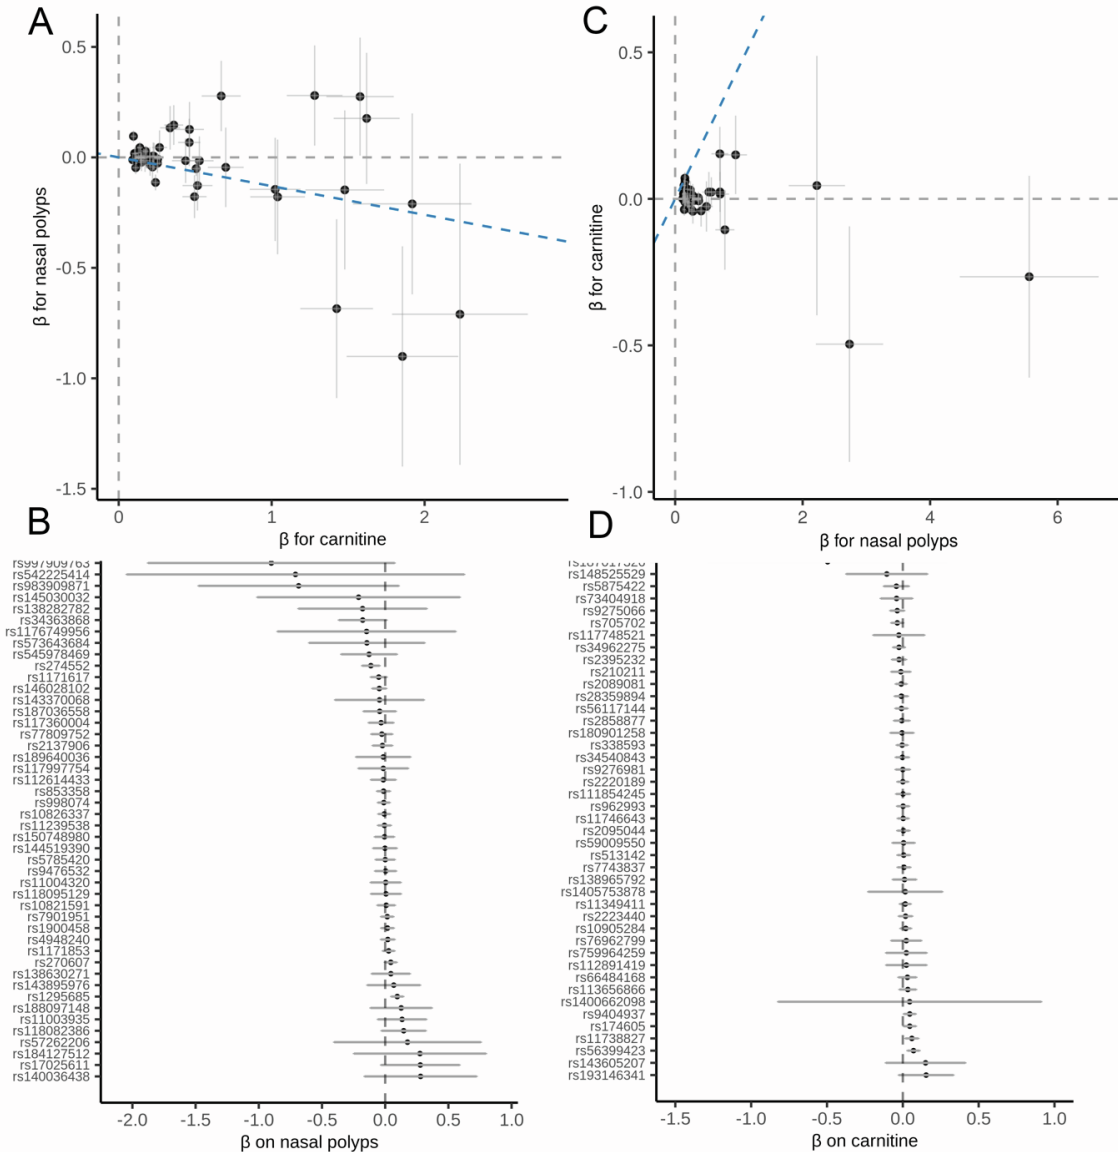 A
0.5
0.0
-0.5
-1.0
-1.5
β for nasal polyps
0
1
2
β for carnitine
C
0.5
0.0
-0.5
-1.0
β for carnitine
0
2
4
6
β for nasal polyps
B
rs997909763
rs542225414
rs983909871
rs145030032
rs138282782
rs34363868
rs1176749956
rs573643684
rs545978469
rs274552
rs1171617
rs146028102
rs143370068
rs187036558
rs117360004
rs77809752
rs2137906
rs189640036
rs117997754
rs112614433
rs853358
rs998074
rs10826337
rs11239538
rs150748980
rs144519390
rs5785420
rs9476532
rs11004320
rs118095129
rs10821591
rs7901951
rs1900458
rs4948240
rs1171853
rs270607
rs138630271
rs143895976
rs1295685
rs188097148
rs11003935
rs118082386
rs57262206
rs184127512
rs17025611
rs140036438
-2.0
-1.5
-1.0
-0.5
0.0
0.5
1.0
β on nasal polyps
D
rs148525529
rs5875422
rs73404918
rs9275066
rs705702
rs117748521
rs34962275
rs2395232
rs210211
rs2089081
rs28359894
rs56117144
rs2858877
rs180901258
rs338593
rs34540843
rs9276981
rs2220189
rs111854245
rs962993
rs11746643
rs2095044
rs59009550
rs513142
rs7743837
rs138965792
rs1405753878
rs11349411
rs2223440
rs10905284
rs76962799
rs759964259
rs112891419
rs66484168
rs113656866
rs1400662098
rs9404937
rs174605
rs11738827
rs56399423
rs143605207
rs193146341
-1.5
-1.0
-0.5
0.0
0.5
1.0
β on carnitine